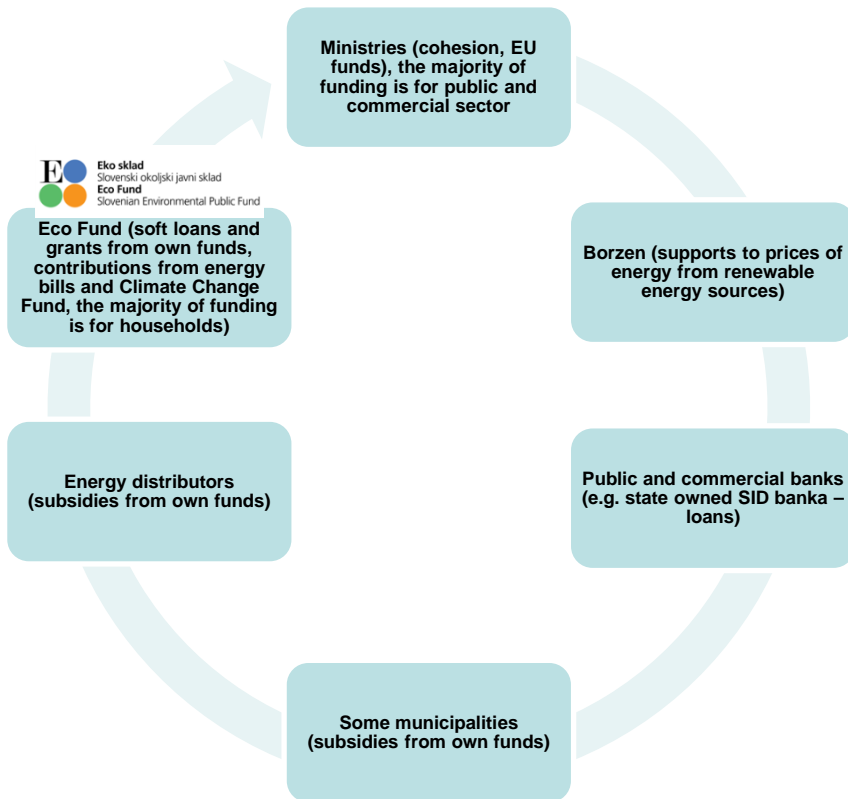 Ministries (cohesion, EU
funds), the majority of
funding is for public and
commercial sector
Borzen (supports to prices of
energy from renewable
energy sources)
Public and commercial banks
(e.g. state owned SID banka –
loans)
Some municipalities
(subsidies from own funds)
Energy distributors
(subsidies from own funds)
E
Eko sklad
Slovenski okoljski javni sklad
Eco Fund
Slovenian Environmental Public Fund
Eco Fund (soft loans and
grants from own funds,
contributions from energy
bills and Climate Change
Fund, the majority of funding
is for households)